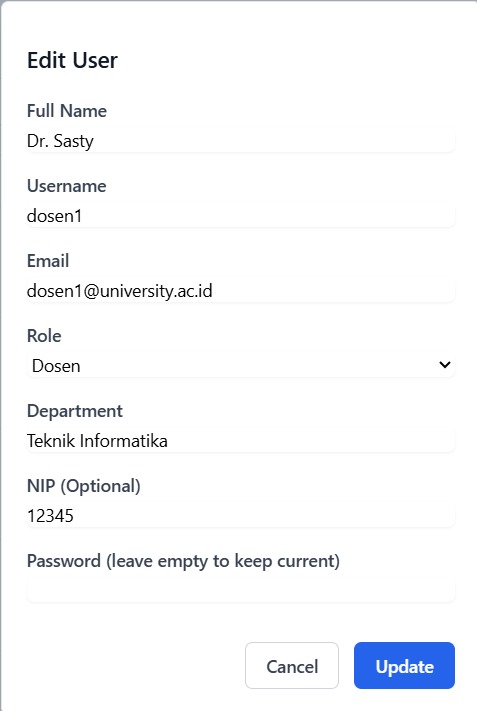 Edit User
Full Name
Dr. Sasty
Username
dosen1
Email
dosen1@university.ac.id
Role
Dosen
Department
Teknik Informatika
NIP (Optional)
12345
Password (leave empty to keep current)
Cancel Update